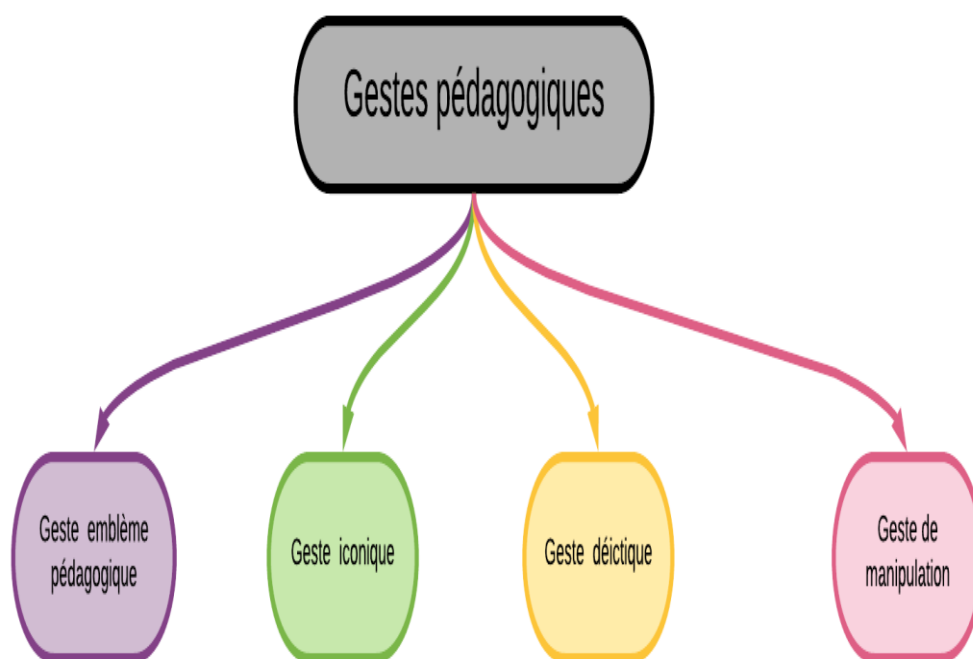 Gestes pédagogiques
Geste emblème
pédagogique
Geste iconique
Geste déictique
Geste de
manipulation